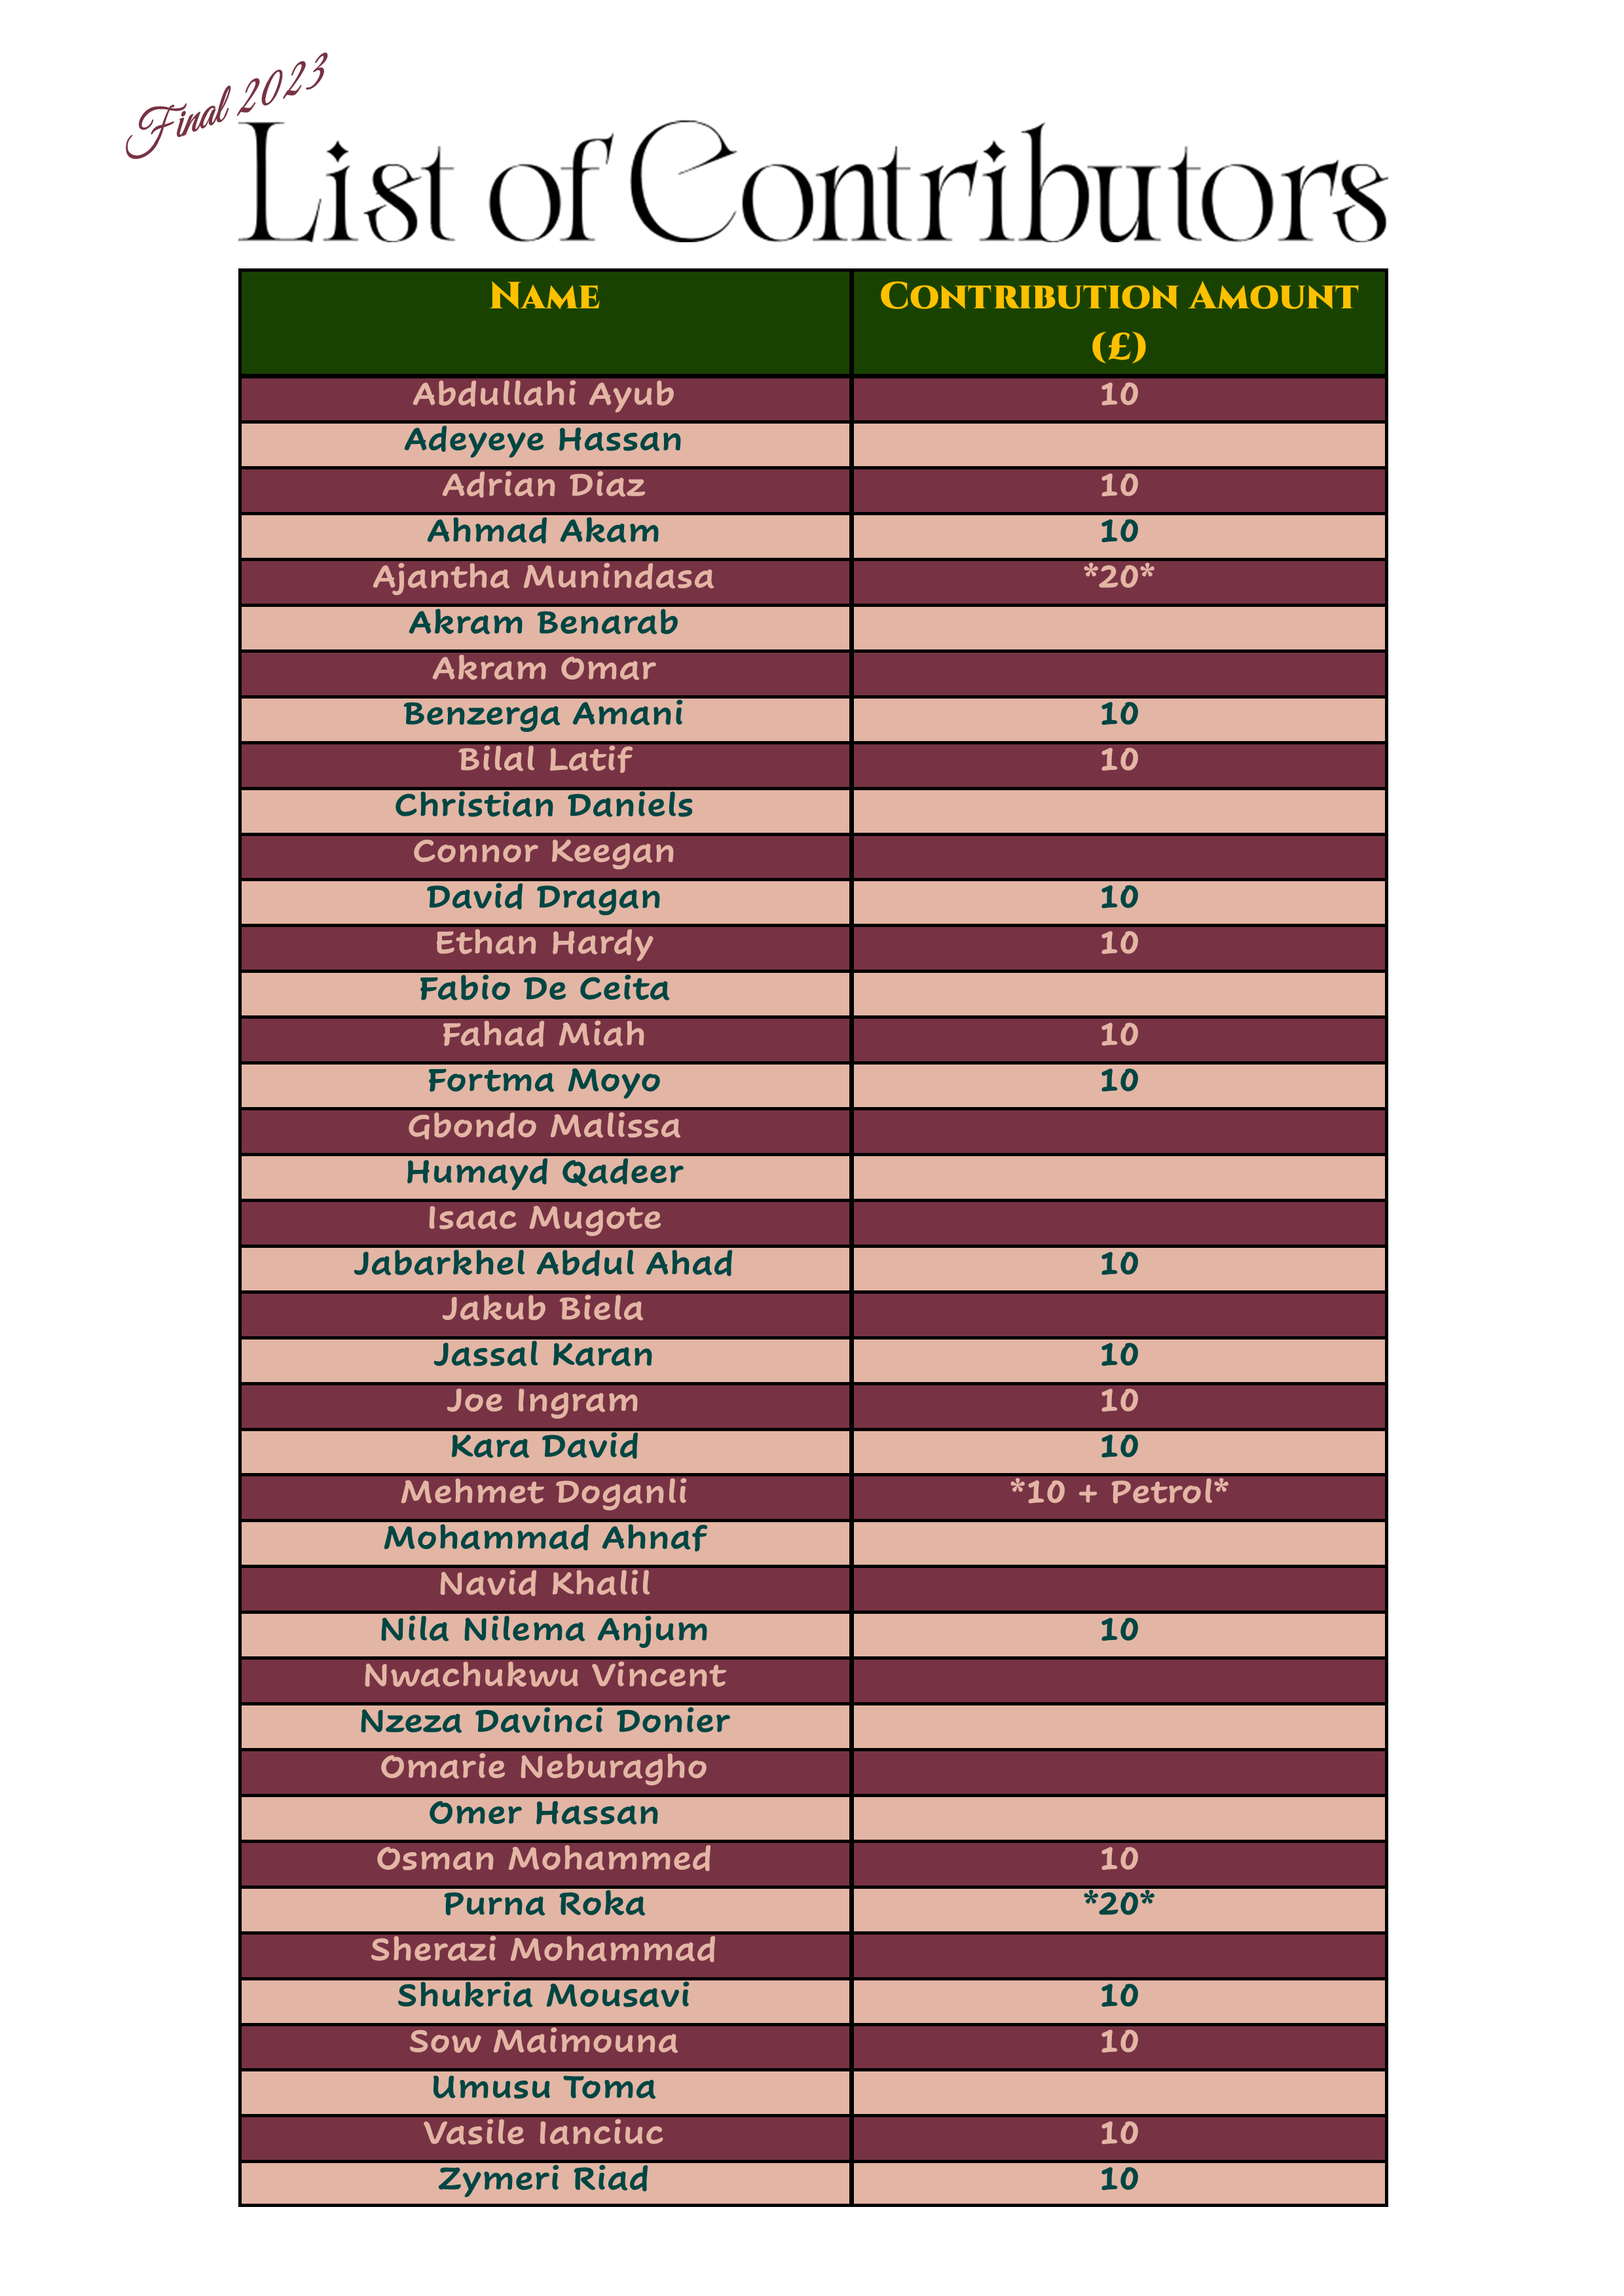 Final 2023
List of Contributors
Name Contribution Amount
(£)
Abdullahi Ayub 10
Adeyeye Hassan
Adrian Diaz 10
Ahmad Akam 10
Ajantha Munindasa *20*
Akram Benarab
Akram Omar
Benzerga Amani 10
Bilal Latif 10
Christian Daniels
Connor Keegan
David Dragan 10
Ethan Hardy 10
Fabio De Ceita
Fahad Miah 10
Fortma Moyo 10
Gbondo Malissa
Humayd Qadeer
Isaac Mugote
Jabarkhel Abdul Ahad 10
Jakub Biela
Jassal Karan 10
Joe Ingram 10
Kara David 10
Mehmet Doganli *10 + Petrol*
Mohammad Ahnaf
Navid Khalil
Nila Nilema Anjum 10
Nwachukwu Vincent
Nzeza Davinci Donier
Omarie Neburagho
Omer Hassan
Osman Mohammed 10
Purna Roka *20*
Sherazi Mohammad
Shukria Mousavi 10
Sow Maimouna 10
Umusu Toma
Vasile Ianciuc 10
Zymeri Riad 10